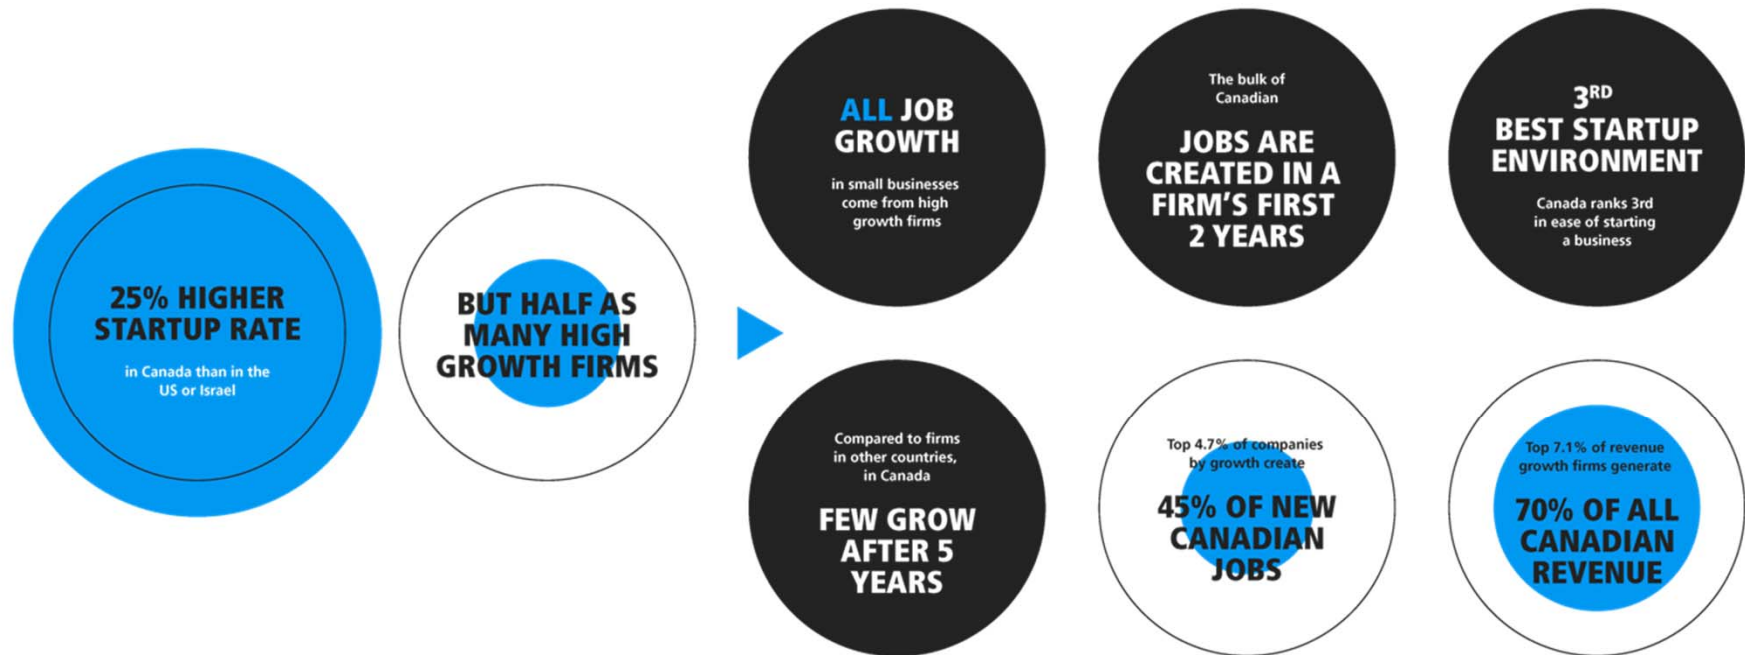 25% HIGHER
STARTUP RATE
in Canada than in the
US or Israel
BUT HALF AS
MANY HIGH
GROWTH FIRMS
ALL JOB
GROWTH
in small businesses
come from high
growth firms
The bulk of
Canadian
JOBS ARE
CREATED IN A
FIRM'S FIRST
2 YEARS
3RD
BEST STARTUP
ENVIRONMENT
Canada ranks 3rd
in ease of starting
a business
Compared to firms
in other countries,
in Canada
FEW GROW
AFTER 5
YEARS
Top 4.7% of companies
by growth create
45% OF NEW
CANADIAN
JOBS
Top 7.1% of revenue
growth firms generate
70% OF ALL
CANADIAN
REVENUE